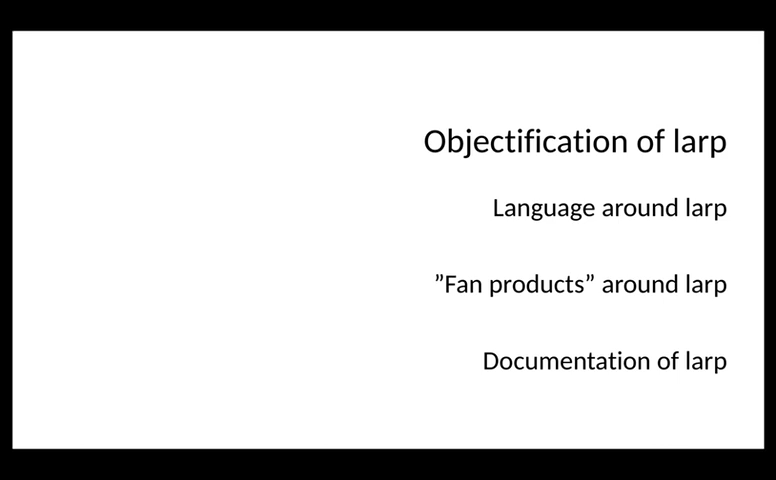 Objectification of larp
Language around larp
”Fan products” around larp
Documentation of larp